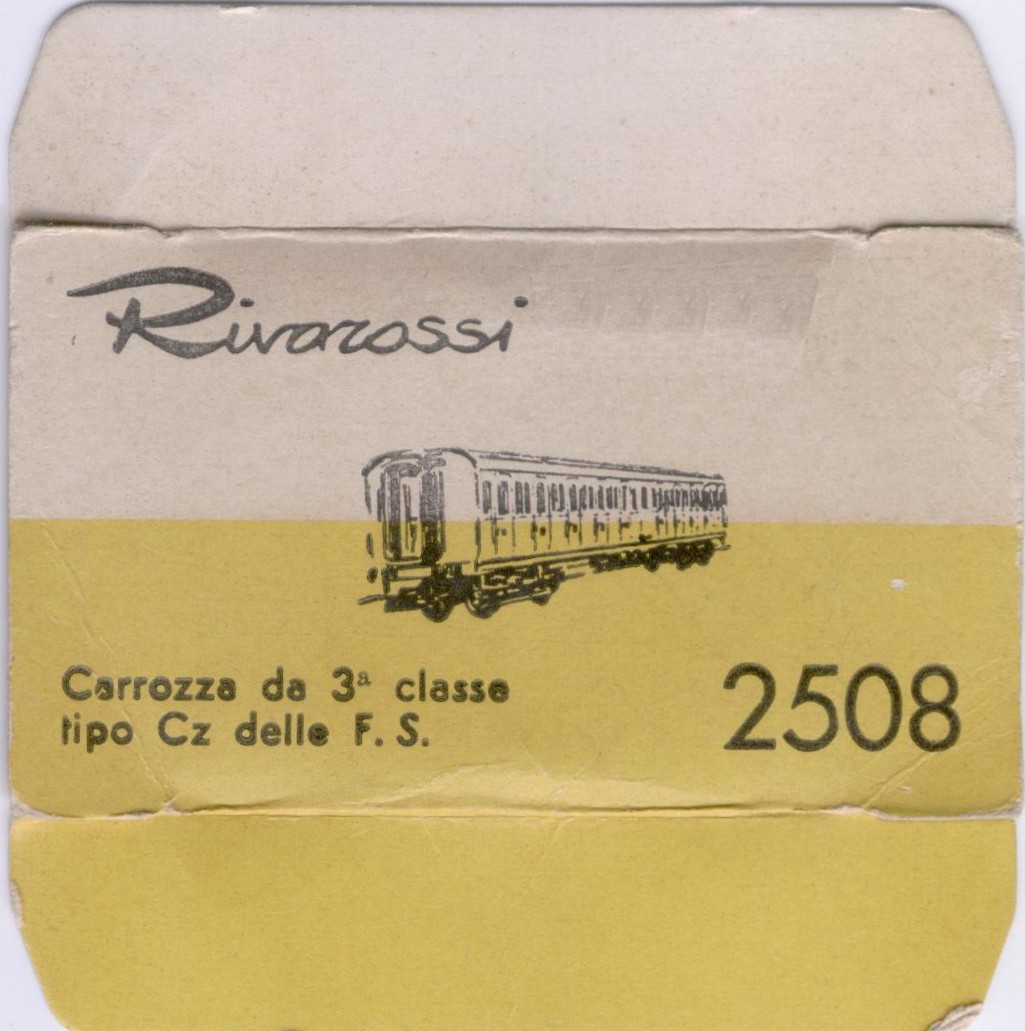 Rivarossi
Carrozza da 3ª classe
tipo Cz delle F. S.
2508